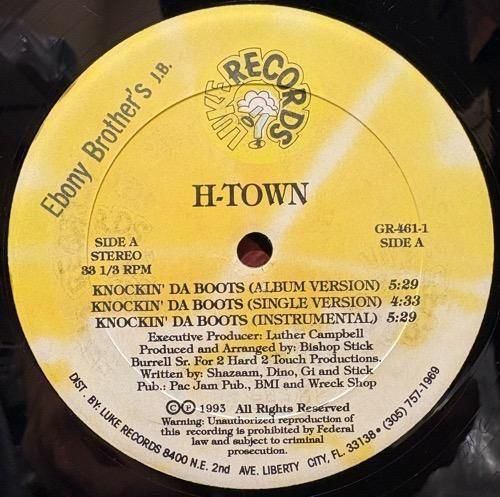 LUKE RECORDS
Ebony Brother's J.B.
H-TOWN
SIDE A
STEREO
33 1/3 RPM
GR-461-1
SIDE A
KNOCKIN' DA BOOTS (ALBUM VERSION) 5:29
KNOCKIN' DA BOOTS (SINGLE VERSION) 4:33
KNOCKIN' DA BOOTS (INSTRUMENTAL) 5:29
Executive Producer: Luther Campbell
Produced and Arranged by: Bishop Stick
Burrell Sr. For 2 Hard 2 Touch Productions.
Written by: Shazaam, Dino, Gi and Stick
Pub.: Pac Jam Pub., BMI and Wreck Shop
©℗ 1993 All Rights Reserved
Warning: Unauthorized reproduction of
this recording is prohibited by Federal
law and subject to criminal
prosecution.
DIST. BY: LUKE RECORDS 8400 N.E. 2nd AVE. LIBERTY CITY, FL. 33138 • (305) 757-1969